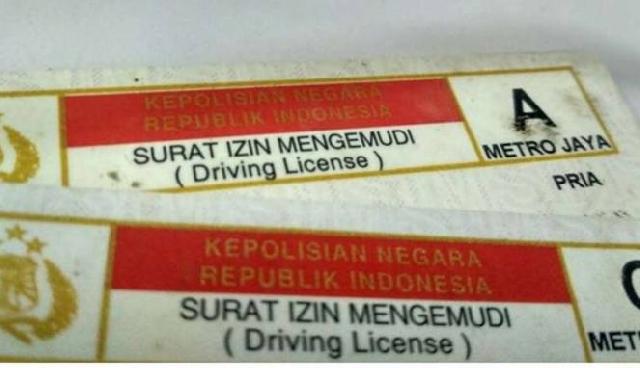 KEPOLISIAN NEGARA
REPUBLIK INDONESIA
SURAT IZIN MENGEMUDI
( Driving License )
A
METRO JAYA
PRIA
KEPOLISIAN NEGARA
REPUBLIK INDONESIA
SURAT IZIN MENGEMUDI
( Driving License )